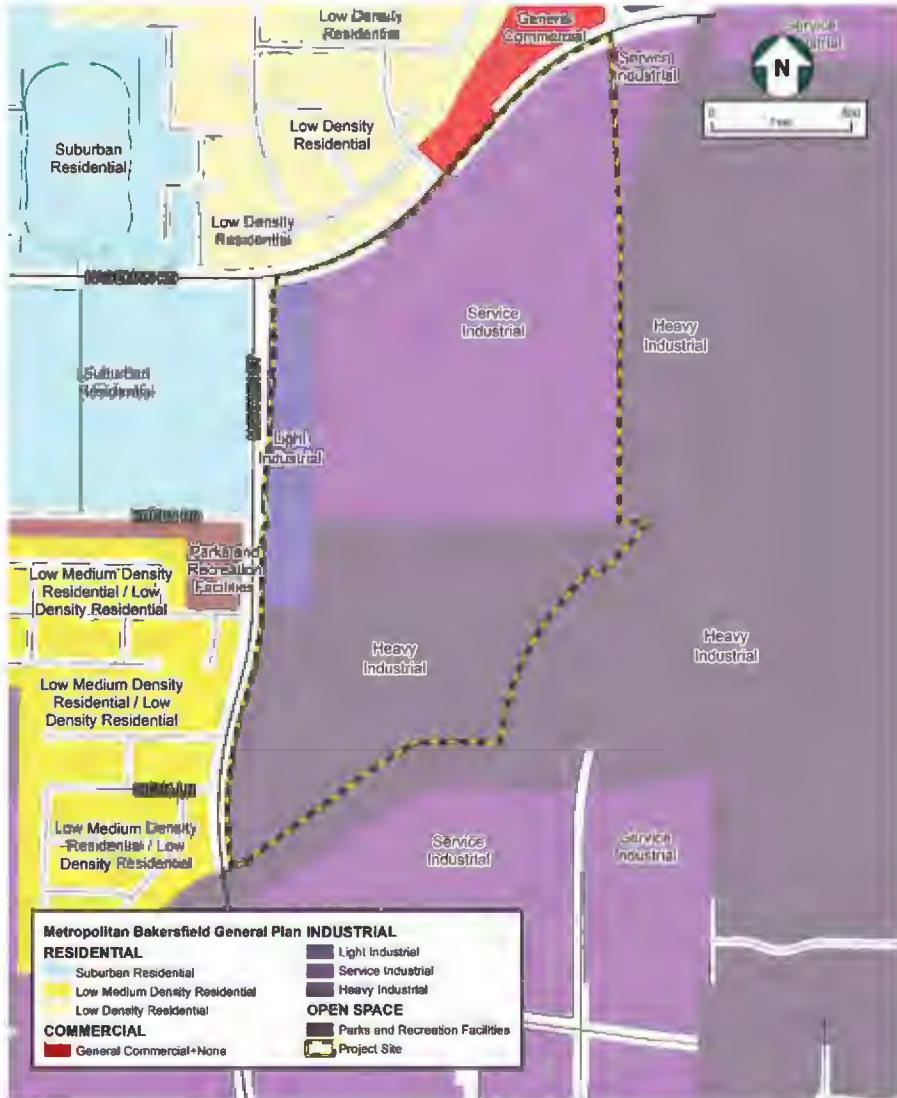 Low Density
Residential
General
Commercial
Service
Industrial
Service
Industrial
N
0
Feet
800
Low Density
Residential
Suburban
Residential
Low Density
Residential
Service
Industrial
Heavy
Industrial
Suburban
Residential
Light
Industrial
Parks and
Recreation
Facilities
Low Medium Density
Residential / Low
Density Residential
Heavy
Industrial
Heavy
Industrial
Low Medium Density
Residential / Low
Density Residential
Low Medium Density
Residential / Low
Density Residential
Service
Industrial
Service
Industrial
Metropolitan Bakersfield General Plan
RESIDENTIAL
Suburban Residential
Low Medium Density Residential
Low Density Residential
COMMERCIAL
General Commercial+None
INDUSTRIAL
Light Industrial
Service Industrial
Heavy Industrial
OPEN SPACE
Parks and Recreation Facilities
Project Site